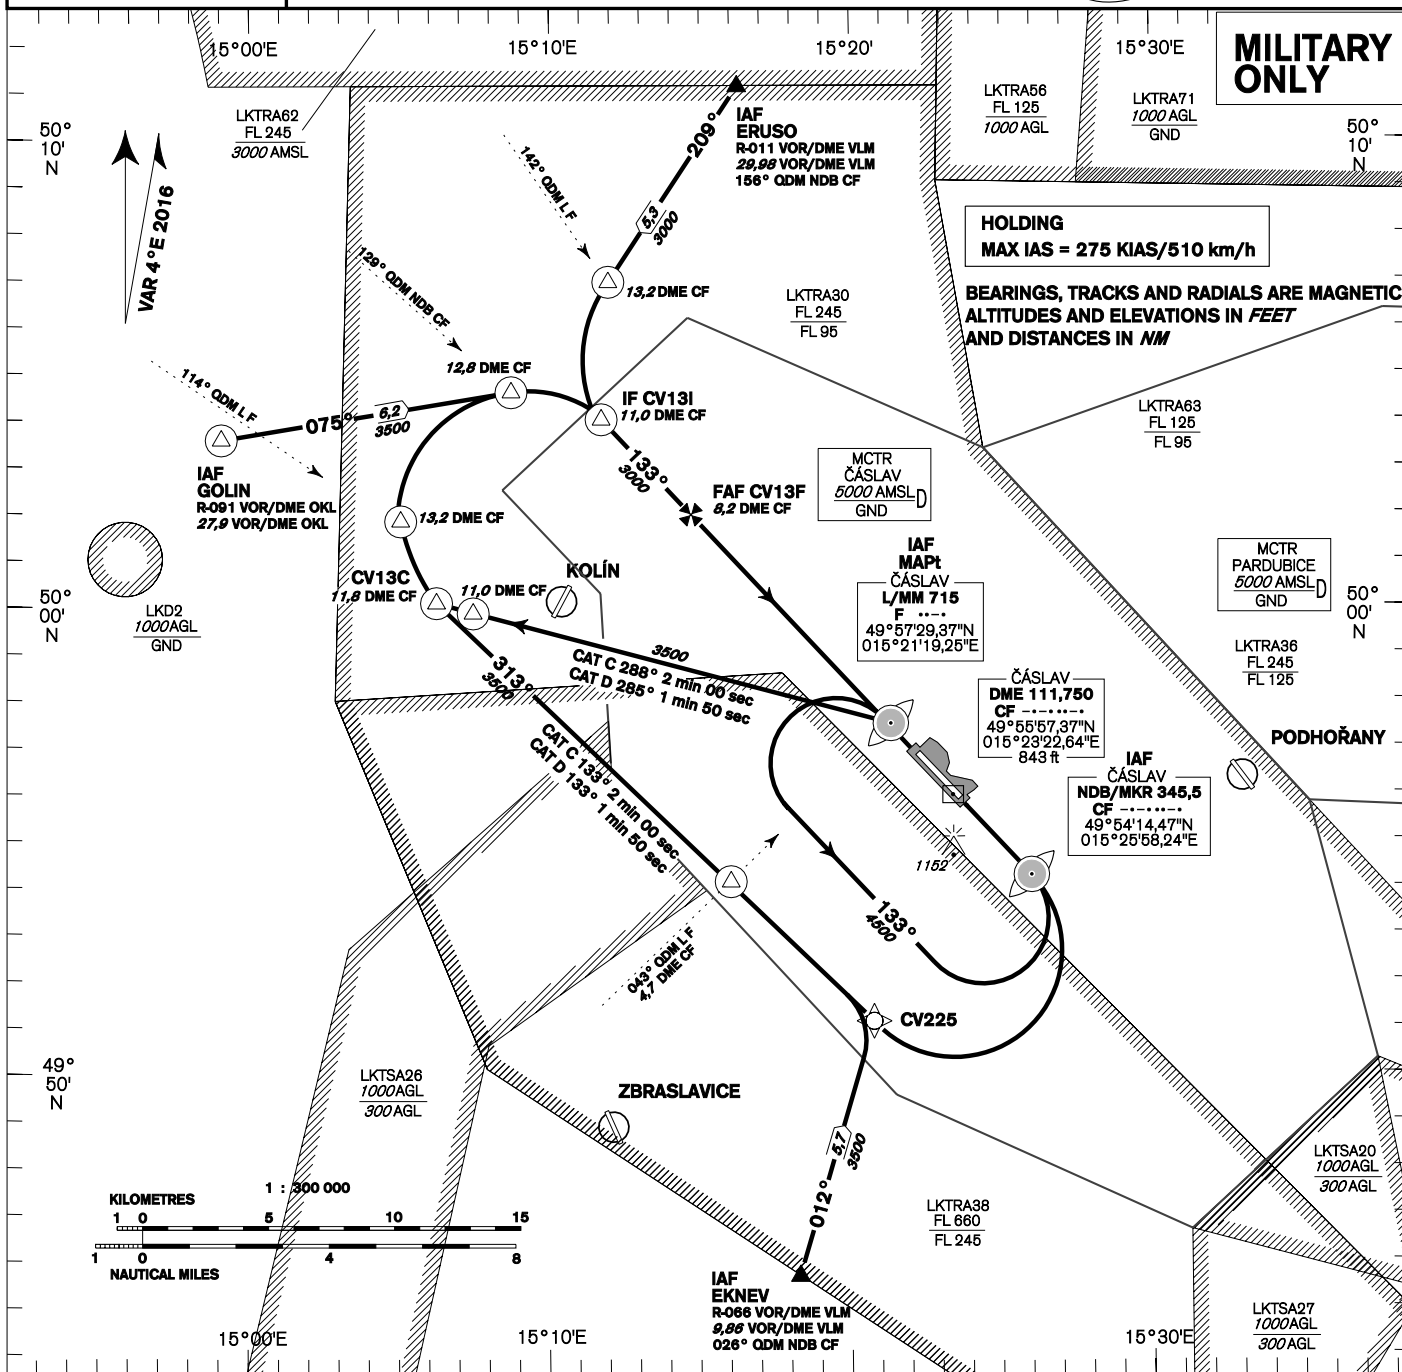 15°00'E
15°10'E
15°20'
15°30'E
MILITARY
ONLY
LKTRA62
FL 245
3000 AMSL
LKTRA56
FL 125
1000 AGL
LKTRA71
1000 AGL
GND
50°
10'
N
50°
10'
N
VAR 4°E 2016
IAF
ERUSO
R-011 VOR/DME VLM
29,98 VOR/DME VLM
156° QDM NDB CF
209°
5,3
3000
142° QDM L F
13,2 DME CF
HOLDING
MAX IAS = 275 KIAS/510 km/h
BEARINGS, TRACKS AND RADIALS ARE MAGNETIC
ALTITUDES AND ELEVATIONS IN FEET
AND DISTANCES IN NM
LKTRA30
FL 245
FL 95
129° QDM NDB CF
12,8 DME CF
114° QDM L F
075°
6,2
3500
IF CV13I
11,0 DME CF
LKTRA63
FL 125
FL 95
IAF
GOLIN
R-091 VOR/DME OKL
27,9 VOR/DME OKL
133°
3000
FAF CV13F
8,2 DME CF
MCTR
ČÁSLAV
5000 AMSL
D
GND
13,2 DME CF
IAF
MAPt
ČÁSLAV
L/MM 715
F ··–·
49°57'29,37"N
015°21'19,25"E
MCTR
PARDUBICE
5000 AMSL
D
GND
CV13C
11,8 DME CF
11,0 DME CF
KOLÍN
50°
00'
N
LKD2
1000AGL
GND
50°
00'
N
LKTRA36
FL 245
FL 125
313°
3500
3500
CAT C 288° 2 min 00 sec
CAT D 285° 1 min 50 sec
ČÁSLAV
DME 111,750
CF –·–· ··–·
49°55'57,37"N
015°23'22,64"E
843 ft
PODHOŘANY
CAT C 133° 2 min 00 sec
CAT D 133° 1 min 50 sec
IAF
ČÁSLAV
NDB/MKR 345,5
CF –·–· ··–·
49°54'14,47"N
015°25'58,24"E
1152
133°
4500
043° QDM L F
4,7 DME CF
CV225
49°
50'
N
LKTSA26
1000AGL
300AGL
ZBRASLAVICE
5,7
3500
012°
LKTSA20
1000AGL
300AGL
1 : 300 000
KILOMETRES
1 0 5 10 15
1 0 4 8
NAUTICAL MILES
LKTRA38
FL 660
FL 245
IAF
EKNEV
R-066 VOR/DME VLM
9,86 VOR/DME VLM
026° QDM NDB CF
LKTSA27
1000AGL
300AGL
15°00'E
15°10'E
15°30'E